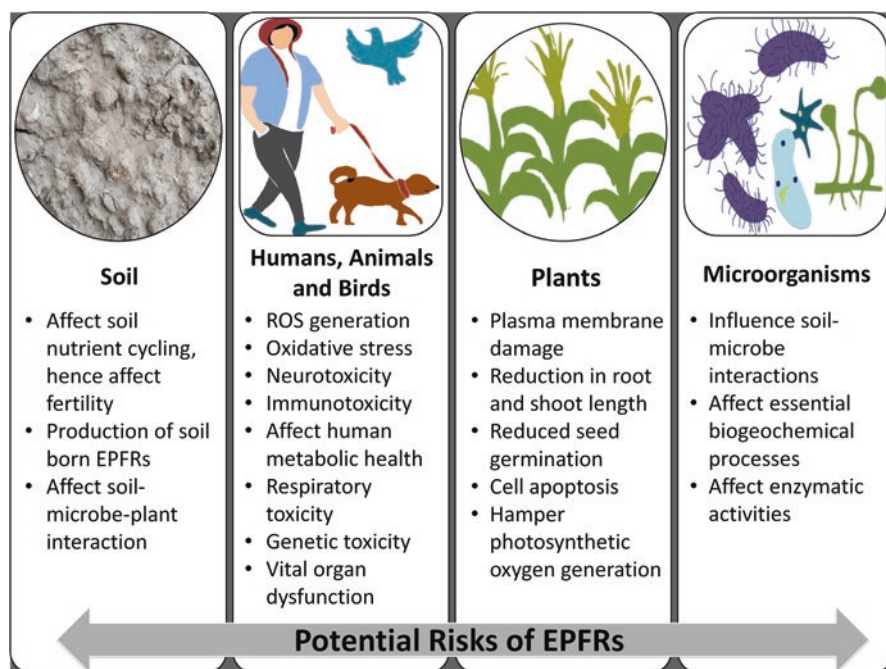 Soil
• Affect soil
nutrient cycling,
hence affect
fertility
• Production of soil
born EPFRs
• Affect soil-
microbe-plant
interaction
Humans, Animals
and Birds
• ROS generation
• Oxidative stress
• Neurotoxicity
• Immunotoxicity
• Affect human
metabolic health
• Respiratory
toxicity
• Genetic toxicity
• Vital organ
dysfunction
Plants
• Plasma membrane
damage
• Reduction in root
and shoot length
• Reduced seed
germination
• Cell apoptosis
• Hamper
photosynthetic
oxygen generation
Microorganisms
• Influence soil-
microbe
interactions
• Affect essential
biogeochemical
processes
• Affect enzymatic
activities
Potential Risks of EPFRs